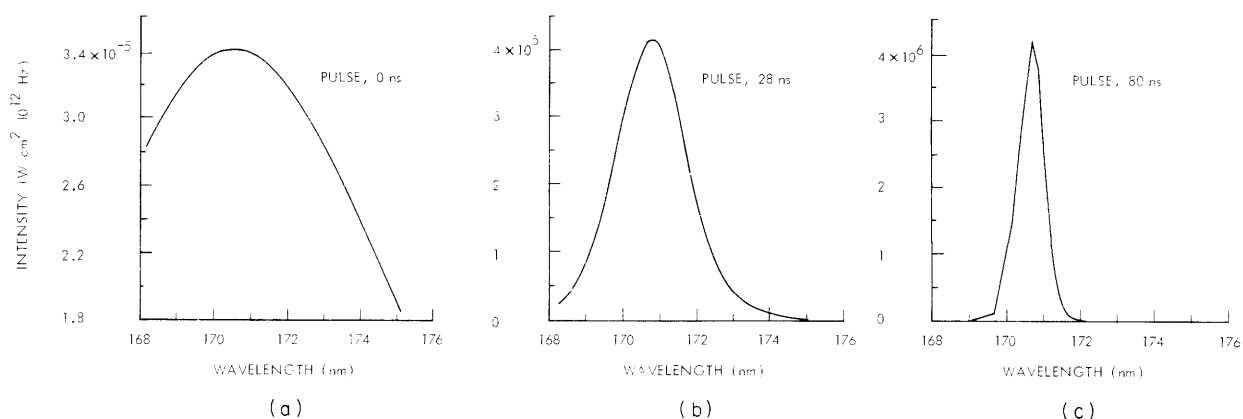 INTENSITY (W cm² 10¹² Hz)
3.4 × 10⁻⁵
3.0
2.6
2.2
1.8
PULSE, 0 ns
168 170 172 174 176
WAVELENGTH (nm)
(a)
4 × 10⁵
3
2
1
0
PULSE, 28 ns
168 170 172 174 176
WAVELENGTH (nm)
(b)
4 × 10⁶
3
2
1
0
PULSE, 80 ns
168 170 172 174 176
WAVELENGTH (nm)
(c)